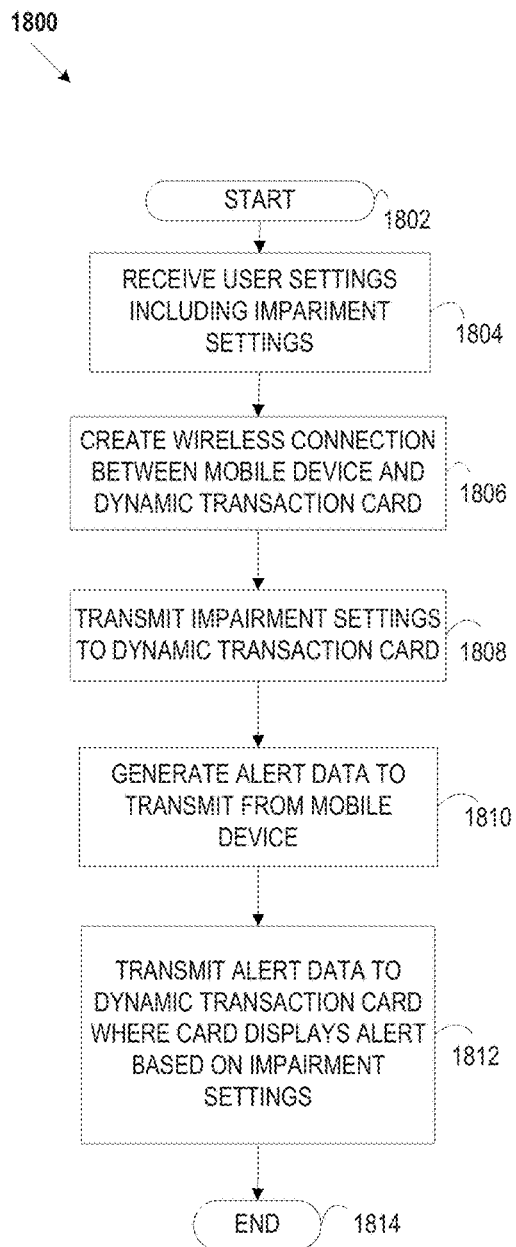 1800
START
1802
RECEIVE USER SETTINGS
INCLUDING IMPARIMENT
SETTINGS
1804
CREATE WIRELESS CONNECTION
BETWEEN MOBILE DEVICE AND
DYNAMIC TRANSACTION CARD
1806
TRANSMIT IMPAIRMENT SETTINGS
TO DYNAMIC TRANSACTION CARD
1808
GENERATE ALERT DATA TO
TRANSMIT FROM MOBILE
DEVICE
1810
TRANSMIT ALERT DATA TO
DYNAMIC TRANSACTION CARD
WHERE CARD DISPLAYS ALERT
BASED ON IMPAIRMENT
SETTINGS
1812
END
1814